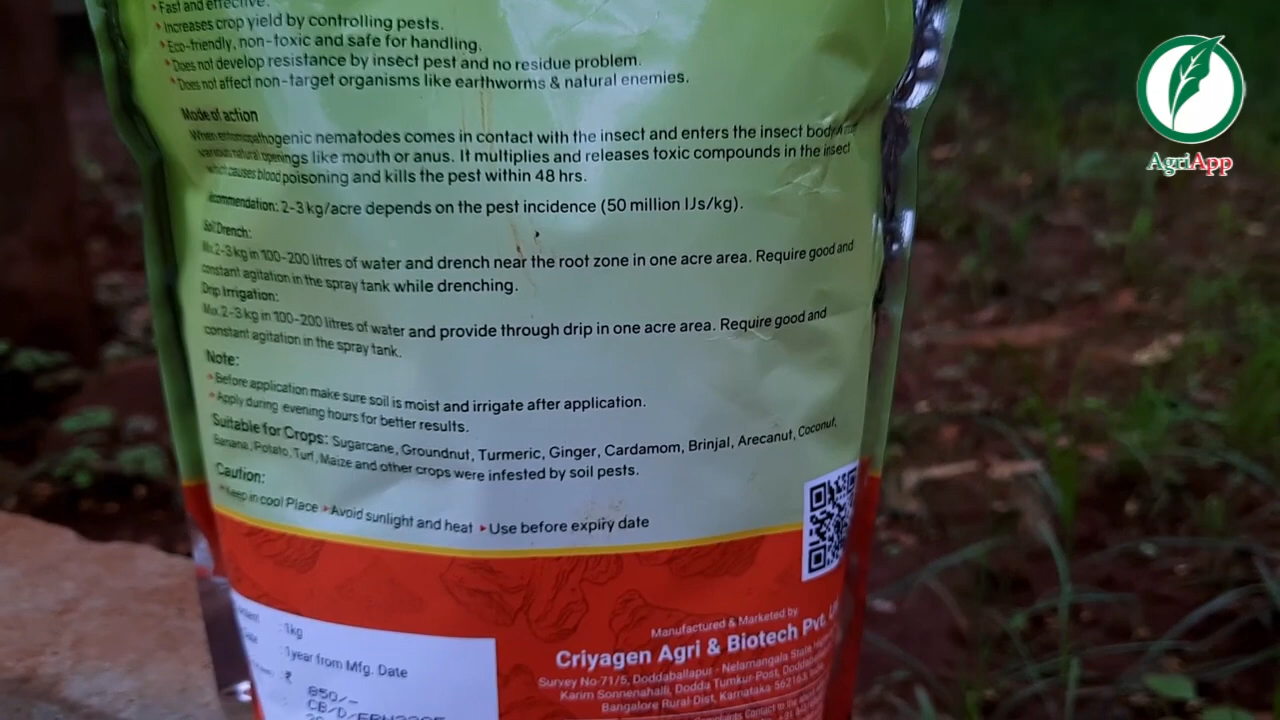 Fast and effective.
Increases crop yield by controlling pests.
Eco-friendly, non-toxic and safe for handling.
Does not develop resistance by insect pest and no residue problem.
Does not affect non-target organisms like earthworms & natural enemies.
Mode of action
When entomopathogenic nematodes comes in contact with the insect and enters the insect body
various natural openings like mouth or anus. It multiplies and releases toxic compounds in the insect
which causes blood poisoning and kills the pest within 48 hrs.
Recommendation: 2-3 kg/acre depends on the pest incidence (50 million IJs/kg).
Soil Drench:
Mix 2-3 kg in 100-200 litres of water and drench near the root zone in one acre area. Require good and
constant agitation in the spray tank while drenching.
Drip Irrigation:
Mix 2-3 kg in 100-200 litres of water and provide through drip in one acre area. Require good and
constant agitation in the spray tank.
Note:
Before application make sure soil is moist and irrigate after application.
Apply during evening hours for better results.
Suitable for Crops: Sugarcane, Groundnut, Turmeric, Ginger, Cardamom, Brinjal, Arecanut, Coconut,
Banana, Potato, Turf, Maize and other crops were infested by soil pests.
Caution:
Keep in cool Place Avoid sunlight and heat Use before expiry date
: 1kg
: 1year from Mfg. Date
: ₹ 850/-
Manufactured & Marketed by
Criyagen Agri & Biotech Pvt.
Survey No-71/5, Doddaballapur - Nelamangala State
Karim Sonnenahalli, Dodda Tumkur Post,
Bangalore Rural Dist, Karnataka-562163,
AgriApp